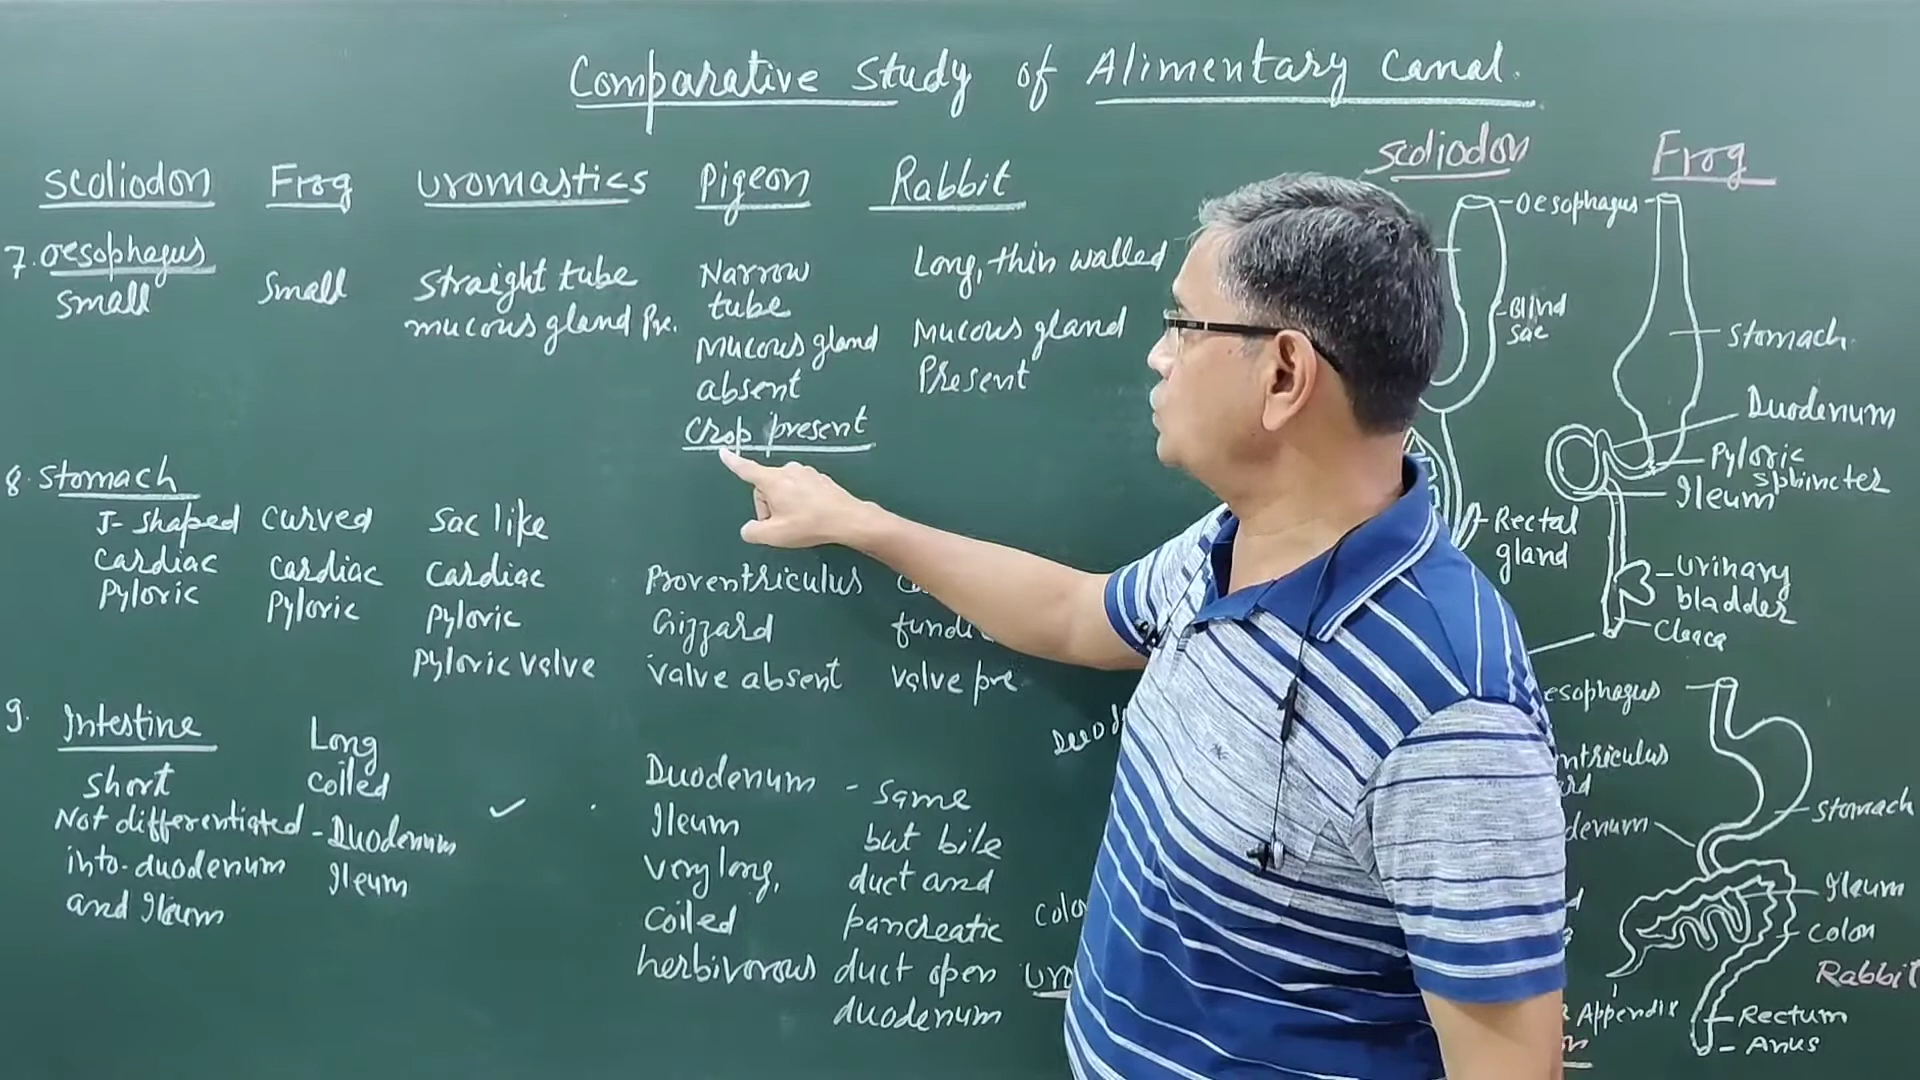 Comparative Study of Alimentary Canal.
Scoliodon Frog Uromastics Pigeon Rabbit
7. Oesophagus
Small
Small
Straight tube
mucous gland Pre.
Narrow
tube
Mucous gland
absent
Crop present
Long, thin walled
Mucous gland
Present
8. Stomach
J-shaped
Cardiac
Pyloric
Curved
Cardiac
Pyloric
Sac like
Cardiac
Pyloric
Pyloric Valve
Proventriculus
Gizzard
Valve absent
Valve pre
9. Intestine
Short
Not differentiated
into duodenum
and Ileum
Long
Coiled
- Duodenum
Ileum
✓
Duodenum
Ileum
Very long,
Coiled
herbivorous
- Same
but bile
duct and
pancreatic
duct open
duodenum
Scoliodon
Oesophagus
Blind
Sac
Rectal
gland
Frog
Stomach
Duodenum
Pyloric
Sphincter
Ileum
Urinary
bladder
esophagus
ntriculus
denum
Stomach
Ileum
Colon
Rabbit
Appendix
Rectum
Anus